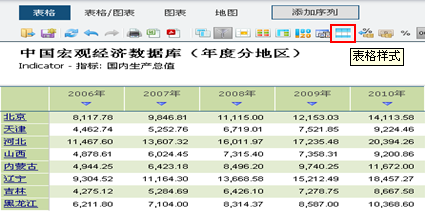 表格 表格/图表 图表 地图 添加序列
表格样式
中国宏观经济数据库（年度分地区）
Indicator - 指标: 国内生产总值
2006年 2007年 2008年 2009年 2010年
北京 8,117.78 9,846.81 11,115.00 12,153.03 14,113.58
天津 4,462.74 5,252.76 6,719.01 7,521.85 9,224.46
河北 11,467.60 13,607.32 16,011.97 17,235.48 20,394.26
山西 4,878.61 6,024.45 7,315.40 7,358.31 9,200.86
内蒙古 4,944.25 6,423.18 8,496.20 9,740.25 11,672.00
辽宁 9,304.52 11,164.30 13,668.58 15,212.49 18,457.27
吉林 4,275.12 5,284.69 6,426.10 7,278.75 8,667.58
黑龙江 6,211.80 7,104.00 8,314.37 8,587.00 10,368.60